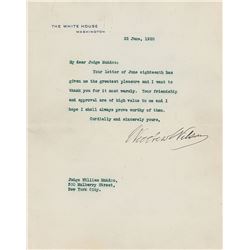 THE WHITE HOUSE
WASHINGTON
21 June, 1920
My dear Judge McAdoo:
Your letter of June eighteenth has
given me the greatest pleasure and I want to
thank you for it most warmly. Your friendship
and approval are of high value to me and I
hope I shall always prove worthy of them.
Cordially and sincerely yours,
Woodrow Wilson
Judge William McAdoo,
300 Mulberry Street,
New York City.